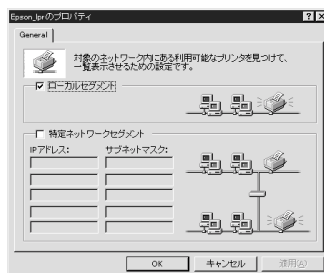 Epson_lprのプロパティ
General
対象のネットワーク内にある利用可能なプリンタを見つけて、
一覧表示させるための設定です。
ローカルセグメント
特定ネットワークセグメント
IPアドレス: サブネットマスク:
OK キャンセル 適用(A)